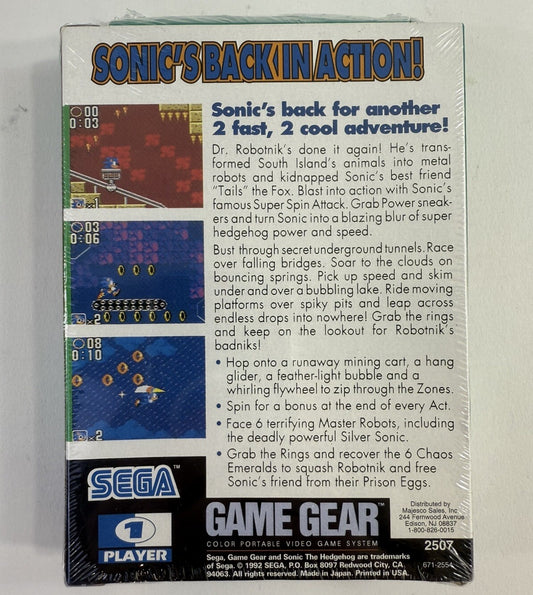 SONIC'S BACK IN ACTION!
Sonic's back for another
2 fast, 2 cool adventure!
Dr. Robotnik's done it again! He's trans-
formed South Island's animals into metal
robots and kidnapped Sonic's best friend
"Tails" the Fox. Blast into action with Sonic's
famous Super Spin Attack. Grab Power sneak-
ers and turn Sonic into a blazing blur of super
hedgehog power and speed.
Bust through secret underground tunnels. Race
over falling bridges. Soar to the clouds on
bouncing springs. Pick up speed and skim
under and over a bubbling lake. Ride moving
platforms over spiky pits and leap across
endless drops into nowhere! Grab the rings
and keep on the lookout for Robotnik's
badniks!
• Hop onto a runaway mining cart, a hang
glider, a feather-light bubble and a
whirling flywheel to zip through the Zones.
• Spin for a bonus at the end of every Act.
• Face 6 terrifying Master Robots, including
the deadly powerful Silver Sonic.
• Grab the Rings and recover the 6 Chaos
Emeralds to squash Robotnik and free
Sonic's friend from their Prison Eggs.
00
0:03
×1
03
0:06
×2
08
0:10
×2
SEGA™
1
PLAYER
GAME GEAR™
COLOR PORTABLE VIDEO GAME SYSTEM
Sega, Game Gear and Sonic The Hedgehog are trademarks
of Sega. © 1992 SEGA, P.O. Box 8097 Redwood City, CA
94063. All rights reserved. Made in Japan. Printed in USA.
Distributed by
Majesco Sales, Inc
244 Fernwood Avenue
Edison, NJ 08837
1-800-826-0015
2507
671-2554